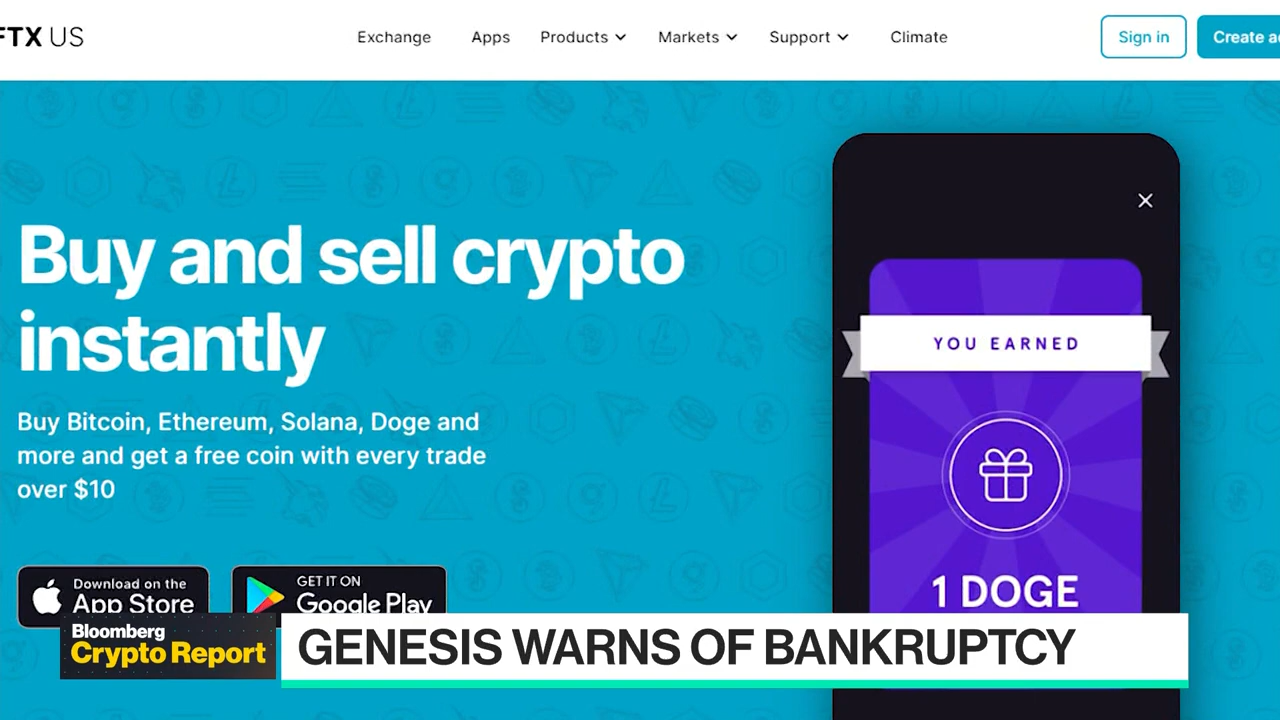 FTX US
Exchange
Apps
Products
Markets
Support
Climate
Sign in
Create
Buy and sell crypto
instantly
Buy Bitcoin, Ethereum, Solana, Doge and
more and get a free coin with every trade
over $10
Download on the
App Store
GET IT ON
Google Play
YOU EARNED
1 DOGE
Bloomberg
Crypto Report
GENESIS WARNS OF BANKRUPTCY